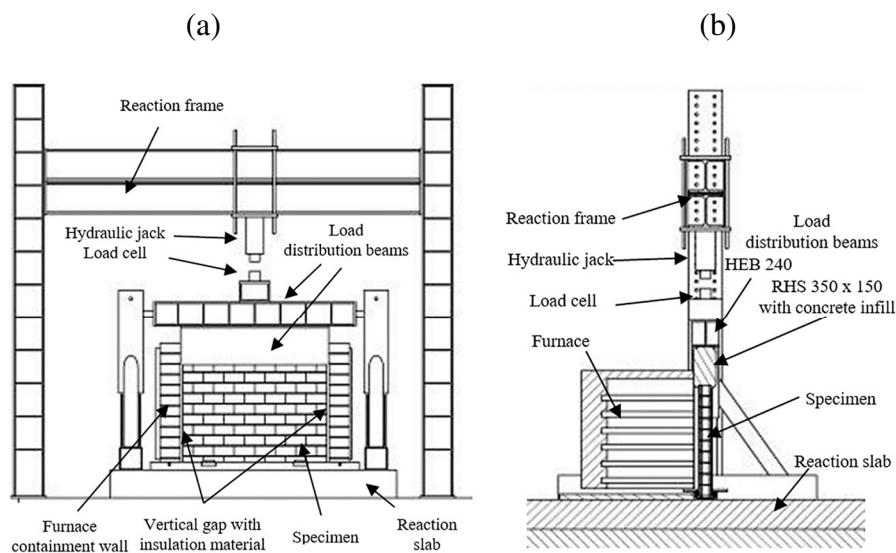 (a)
Reaction frame
Hydraulic jack
Load cell
Load
distribution beams
Furnace
containment wall
Vertical gap with
insulation material
Specimen
Reaction
slab
(b)
Reaction frame
Hydraulic jack
Load
distribution beams
HEB 240
RHS 350 x 150
with concrete infill
Load cell
Furnace
Specimen
Reaction slab